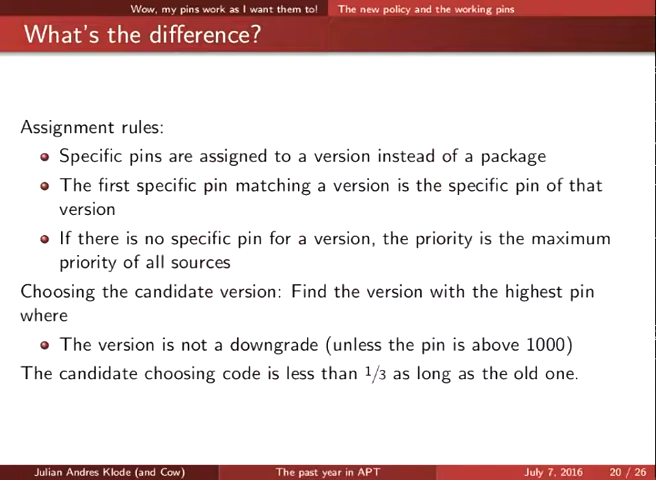 Wow, my pins work as I want them to!
The new policy and the working pins
What's the difference?
Assignment rules:
Specific pins are assigned to a version instead of a package
The first specific pin matching a version is the specific pin of that
version
If there is no specific pin for a version, the priority is the maximum
priority of all sources
Choosing the candidate version: Find the version with the highest pin
where
The version is not a downgrade (unless the pin is above 1000)
The candidate choosing code is less than 1/3 as long as the old one.
Julian Andres Klode (and Cow)
The past year in APT
July 7, 2016
20 / 26